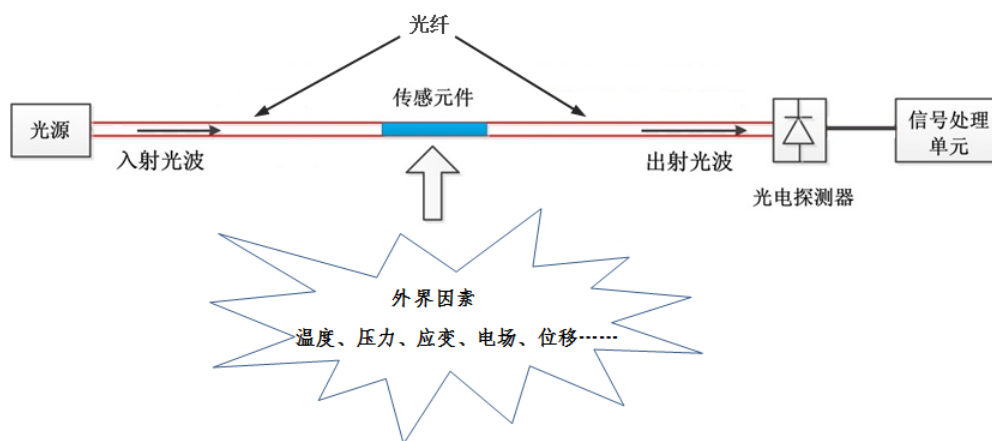 光纤
传感元件
光源
入射光波
出射光波
光电探测器
信号处理
单元
外界因素
温度、压力、应变、电场、位移……